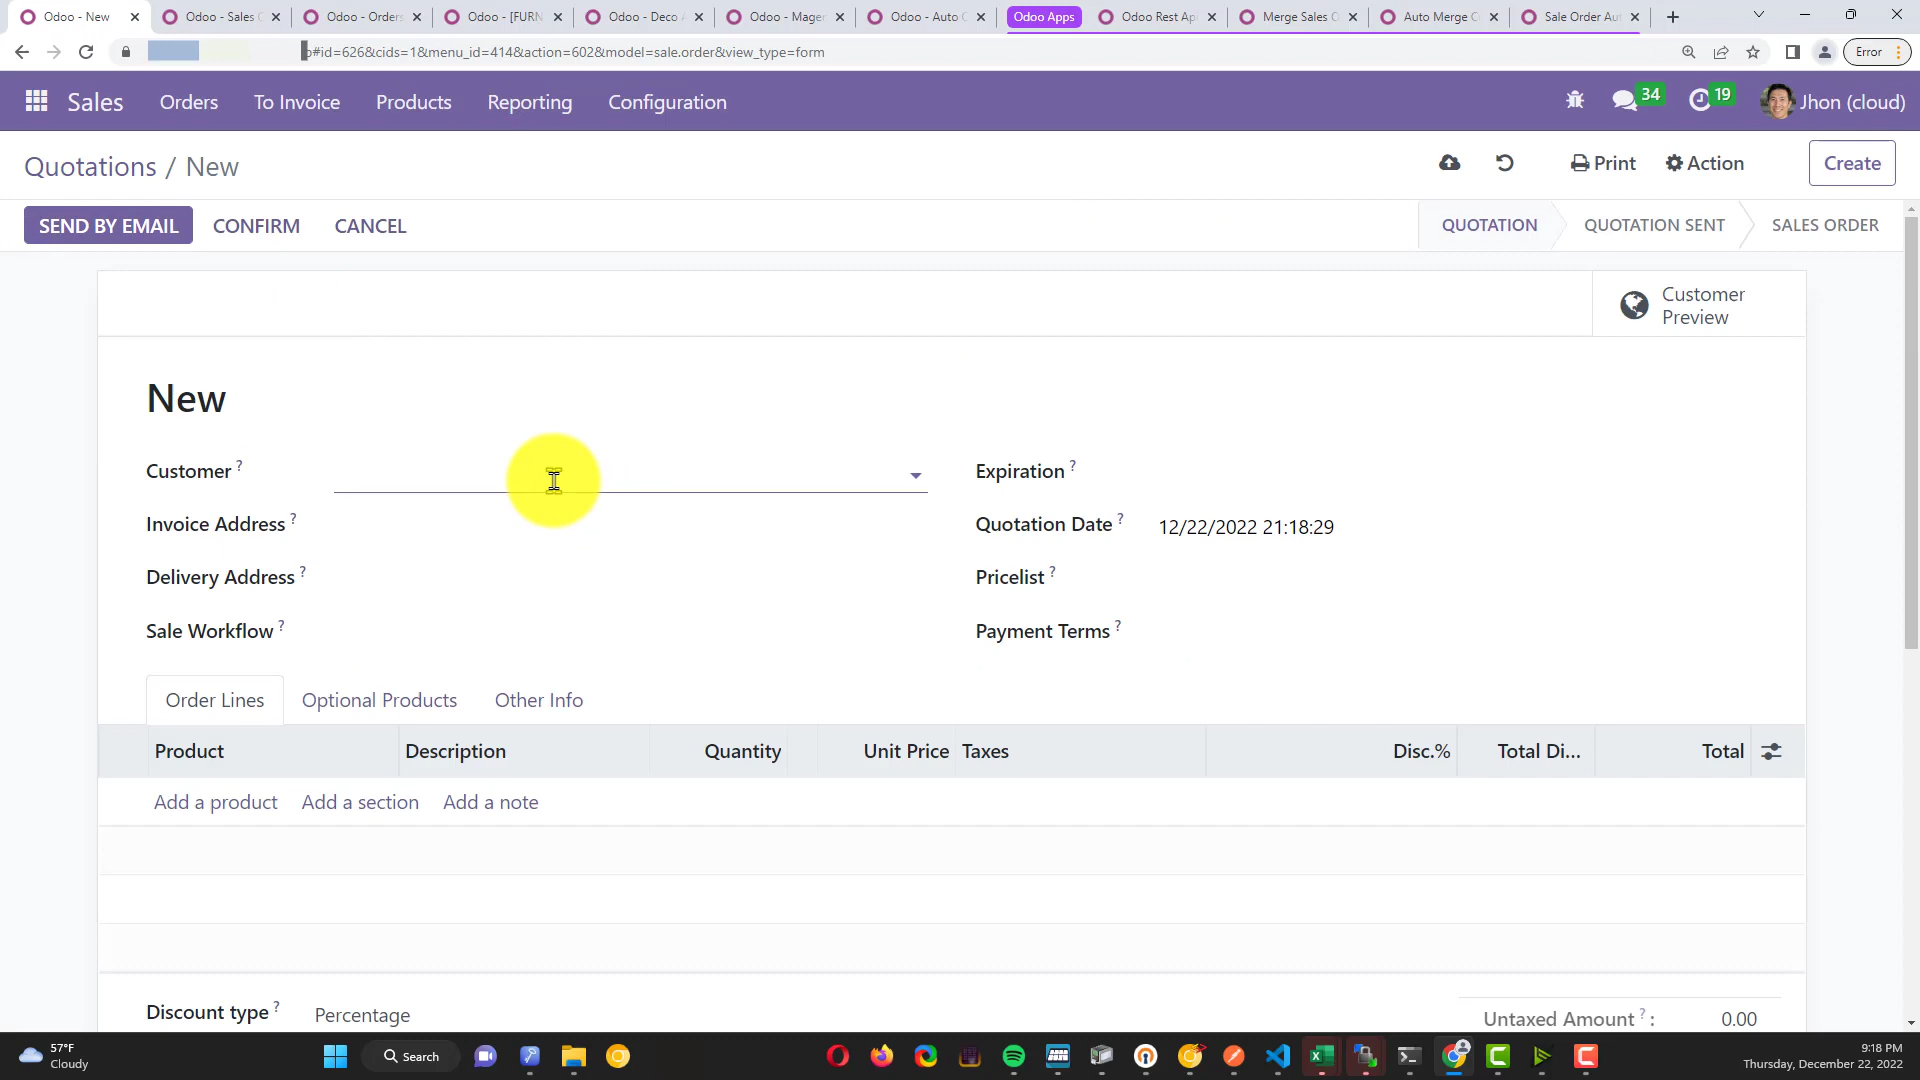 Odoo - New
Odoo - Sales
Odoo - Orders
Odoo - [FURN
Odoo - Deco
Odoo - Mage
Odoo - Auto
Odoo Apps
Odoo Rest Ap
Merge Sales
Auto Merge
Sale Order Au
#id=626&cids=1&menu_id=414&action=602&model=sale.order&view_type=form
Error
Sales
Orders
To Invoice
Products
Reporting
Configuration
34
19
Jhon (cloud)
Quotations / New
Print
Action
Create
SEND BY EMAIL
CONFIRM
CANCEL
QUOTATION
QUOTATION SENT
SALES ORDER
Customer
Preview
New
Customer ?
Expiration ?
Invoice Address ?
Quotation Date ? 12/22/2022 21:18:29
Delivery Address ?
Pricelist ?
Sale Workflow ?
Payment Terms ?
Order Lines
Optional Products
Other Info
Product
Description
Quantity
Unit Price
Taxes
Disc.%
Total Di...
Total
Add a product
Add a section
Add a note
Discount type ? Percentage
Untaxed Amount ? : 0.00
57°F
Cloudy
Search
9:18 PM
Thursday, December 22, 2022